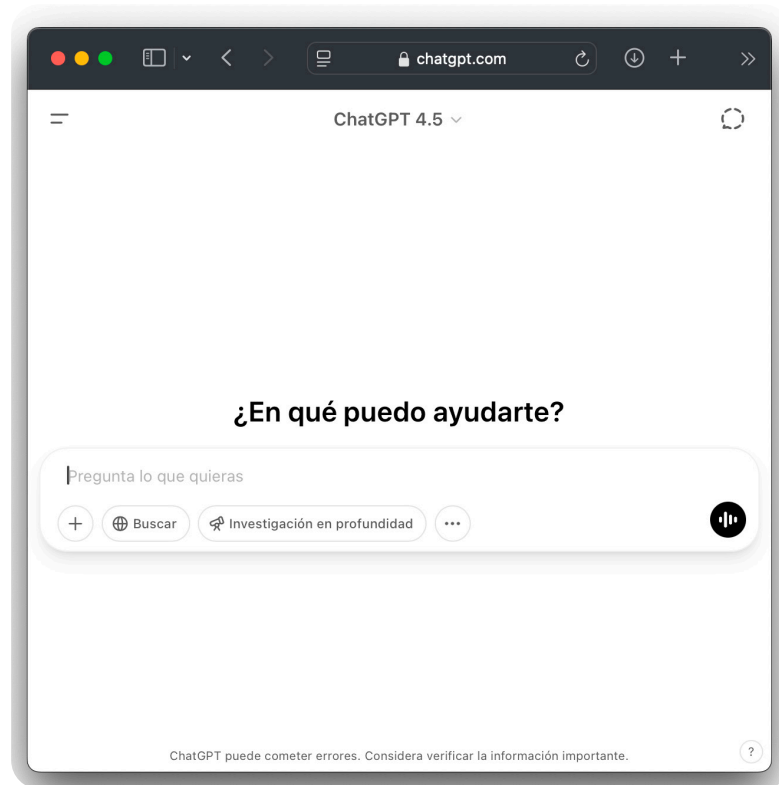 chatgpt.com
ChatGPT 4.5
¿En qué puedo ayudarte?
Pregunta lo que quieras
Buscar
Investigación en profundidad
ChatGPT puede cometer errores. Considera verificar la información importante.
?